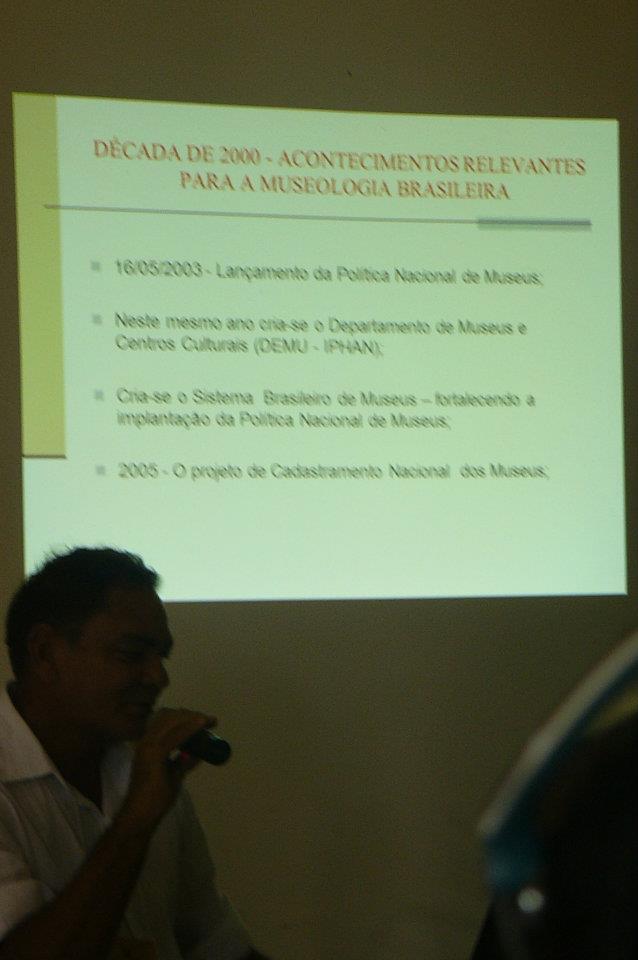 DÉCADA DE 2000 - ACONTECIMENTOS RELEVANTES
PARA A MUSEOLOGIA BRASILEIRA
16/05/2003 - Lançamento da Política Nacional de Museus;
Neste mesmo ano cria-se o Departamento de Museus e
Centros Culturais (DEMU - IPHAN);
Cria-se o Sistema Brasileiro de Museus – fortalecendo a
implantação da Política Nacional de Museus;
2005 - O projeto de Cadastramento Nacional dos Museus;